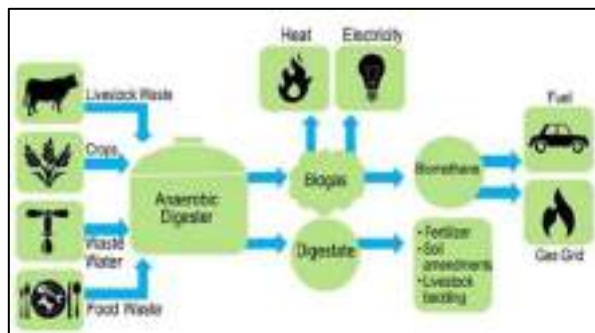 Heat
Electricity
Livestock Waste
Crops
Waste
Water
Food Waste
Anaerobic
Digester
Biogas
Digestate
Biomethane
Fuel
Gas Grid
• Fertilizer
• Soil
amendments
• Livestock
bedding